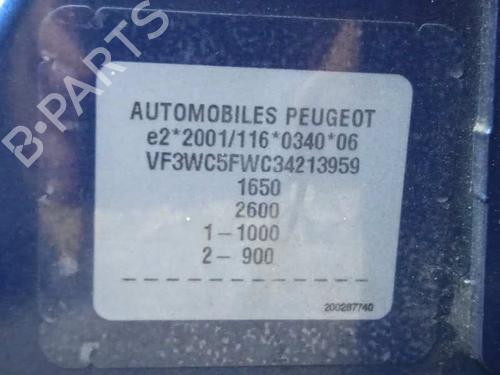 AUTOMOBILES PEUGEOT
e2*2001/116*0340*06
VF3WC5FWC34213959
1650
2600
1-1000
2-900
200287740
B-PARTS